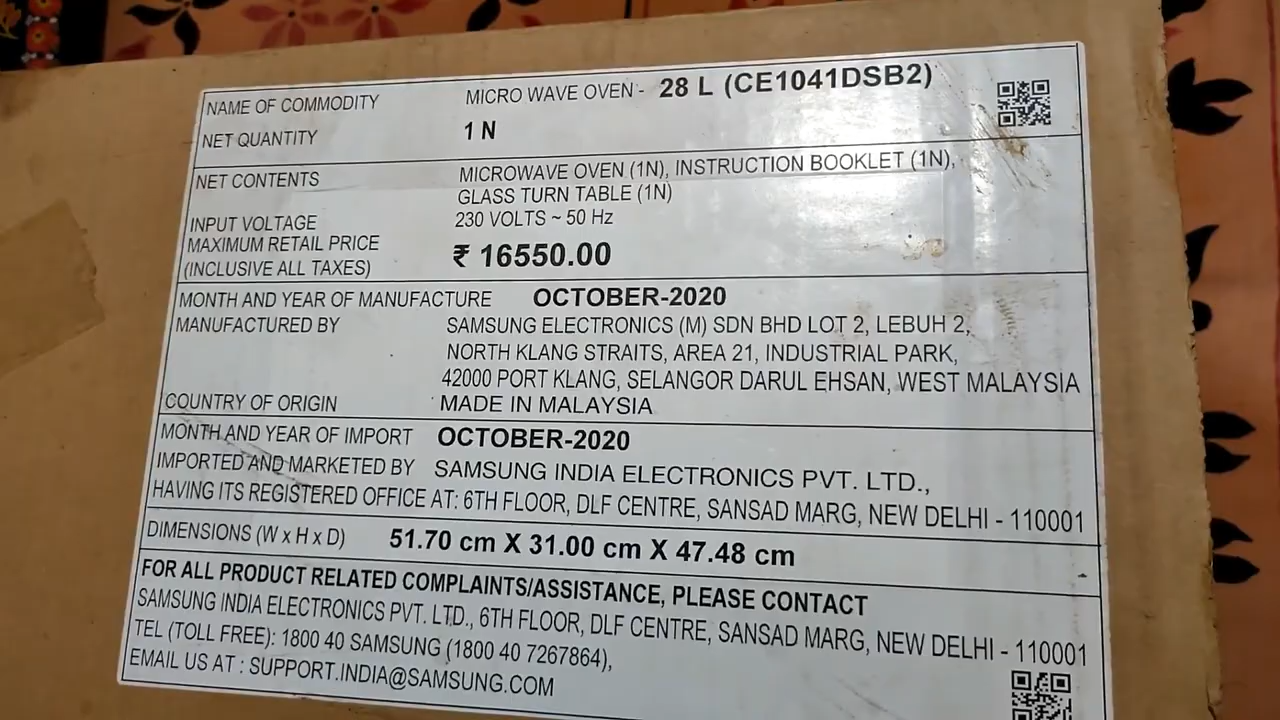 NAME OF COMMODITY MICRO WAVE OVEN - 28 L (CE1041DSB2)
NET QUANTITY 1 N
NET CONTENTS MICROWAVE OVEN (1N), INSTRUCTION BOOKLET (1N),
GLASS TURN TABLE (1N)
INPUT VOLTAGE 230 VOLTS ~ 50 Hz
MAXIMUM RETAIL PRICE
(INCLUSIVE ALL TAXES) ₹ 16550.00
MONTH AND YEAR OF MANUFACTURE OCTOBER-2020
MANUFACTURED BY SAMSUNG ELECTRONICS (M) SDN BHD LOT 2, LEBUH 2,
NORTH KLANG STRAITS, AREA 21, INDUSTRIAL PARK,
42000 PORT KLANG, SELANGOR DARUL EHSAN, WEST MALAYSIA
COUNTRY OF ORIGIN MADE IN MALAYSIA
MONTH AND YEAR OF IMPORT OCTOBER-2020
IMPORTED AND MARKETED BY SAMSUNG INDIA ELECTRONICS PVT. LTD.,
HAVING ITS REGISTERED OFFICE AT: 6TH FLOOR, DLF CENTRE, SANSAD MARG, NEW DELHI - 110001
DIMENSIONS (W x H x D) 51.70 cm X 31.00 cm X 47.48 cm
FOR ALL PRODUCT RELATED COMPLAINTS/ASSISTANCE, PLEASE CONTACT
SAMSUNG INDIA ELECTRONICS PVT. LTD., 6TH FLOOR, DLF CENTRE, SANSAD MARG, NEW DELHI - 110001
TEL (TOLL FREE): 1800 40 SAMSUNG (1800 40 7267864),
EMAIL US AT : SUPPORT.INDIA@SAMSUNG.COM